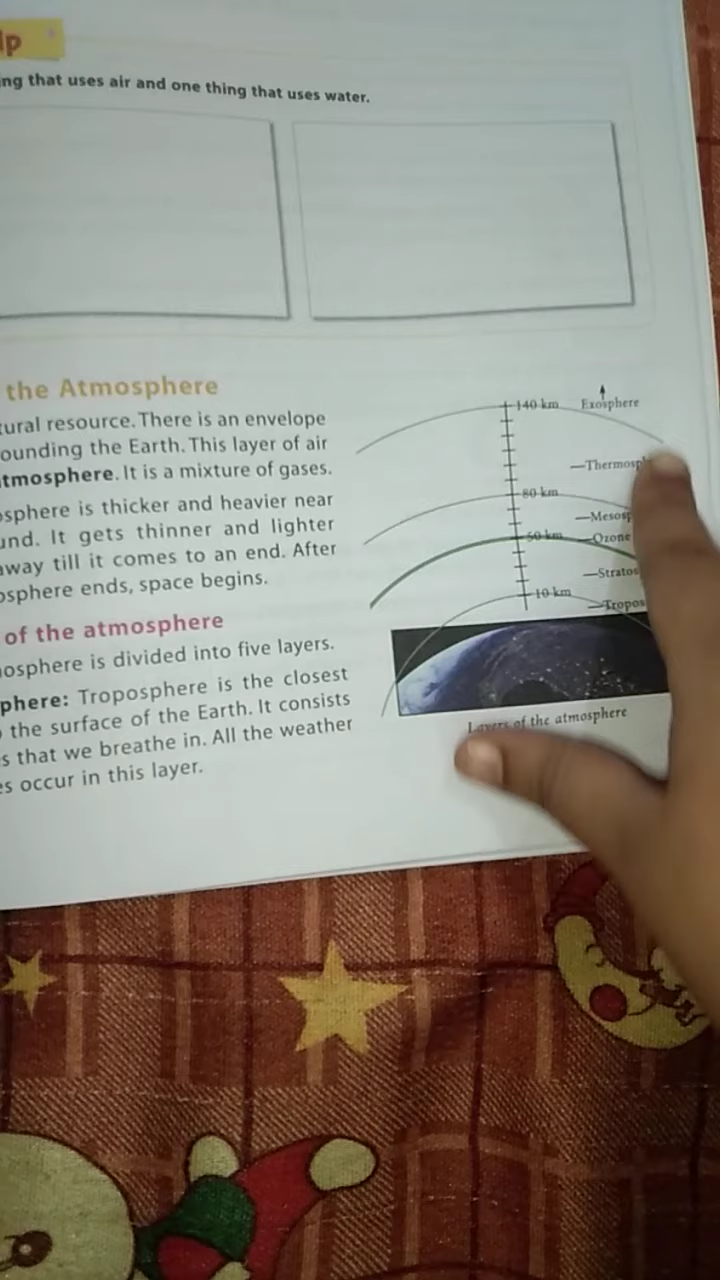 lp
ng that uses air and one thing that uses water.
the Atmosphere
tural resource. There is an envelope
ounding the Earth. This layer of air
tmosphere. It is a mixture of gases.
osphere is thicker and heavier near
und. It gets thinner and lighter
away till it comes to an end. After
osphere ends, space begins.
of the atmosphere
nosphere is divided into five layers.
phere: Troposphere is the closest
the surface of the Earth. It consists
s that we breathe in. All the weather
es occur in this layer.
140 km Exosphere
Thermosp
80 km
Mesosp
50 km Ozone
Stratos
10 km
Tropos
Layers of the atmosphere